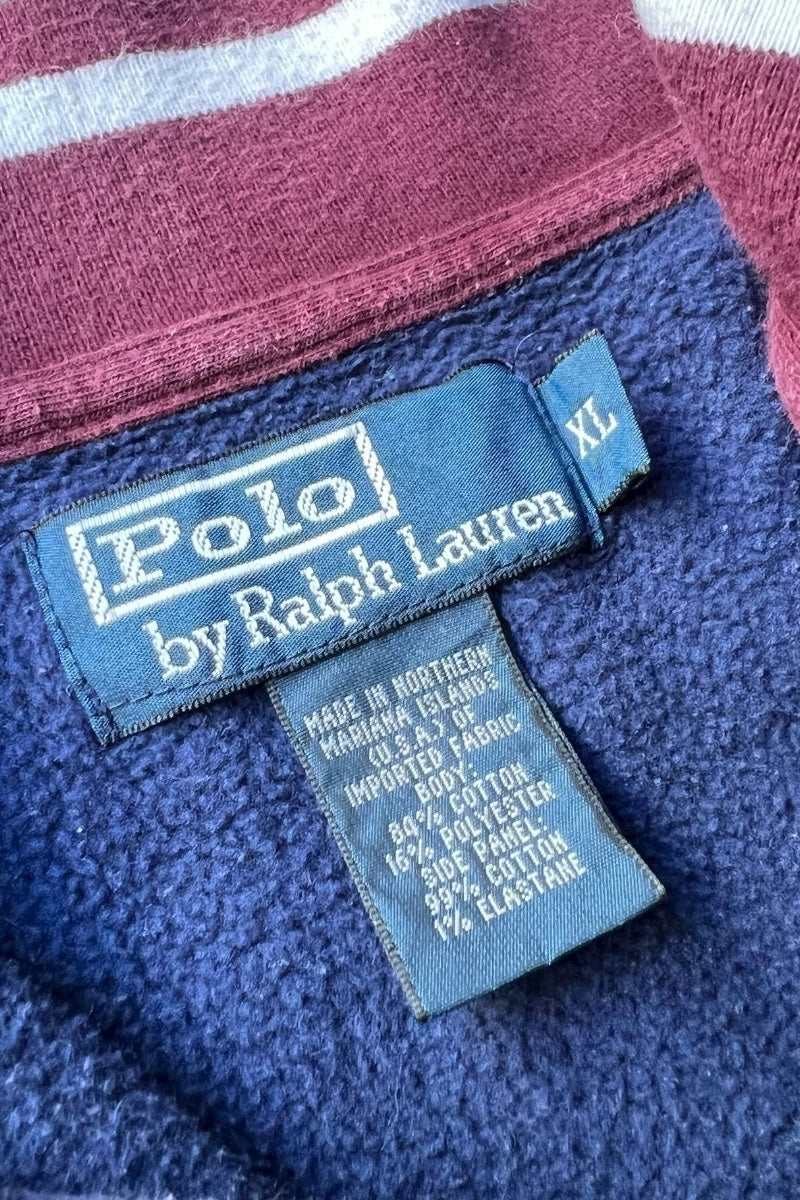 Polo
by Ralph Lauren
XL
MADE IN NORTHERN
MARIANA ISLANDS
(U.S.A.) OF
IMPORTED FABRIC
BODY:
84% COTTON
16% POLYESTER
SIDE PANEL:
99% COTTON
1% ELASTANE